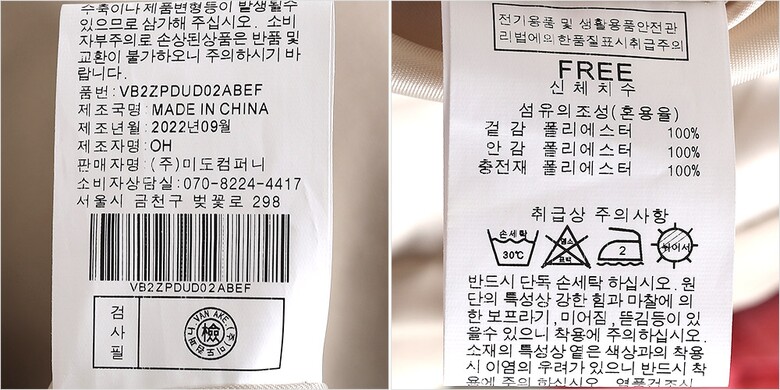 수축이나 제품변형등이 발생될수
있으므로 삼가해 주십시오. 소비
자부주의로 손상된상품은 반품 및
교환이 불가하오니 주의하시기 바
랍니다.
품번:VB2ZPDUD02ABEF
제조국명:MADE IN CHINA
제조년월:2022년09월
제조자명:OH
판매자명:(주)미도컴퍼니
소비자상담실:070-8224-4417
서울시 금천구 벚꽃로 298
VB2ZPDUD02ABEF
검
사
필
VAN AKE
檢
전기용품 및 생활용품안전관
리법에의한품질표시취급주의
FREE
신체치수
섬유의조성(혼용율)
겉감 폴리에스터 100%
안감 폴리에스터 100%
충전재 폴리에스터 100%
취급상 주의사항
손세탁
30℃
염소
표백
2
뉘어서
반드시 단독 손세탁 하십시오. 원
단의 특성상 강한 힘과 마찰에 의
한 보프라기, 미어짐, 뜯김등이 있
을수 있으니 착용에 주의하십시오.
소재의 특성상 옅은 색상과의 착용
시 이염의 우려가 있으니 반드시 착
용에 주의 하십시오.